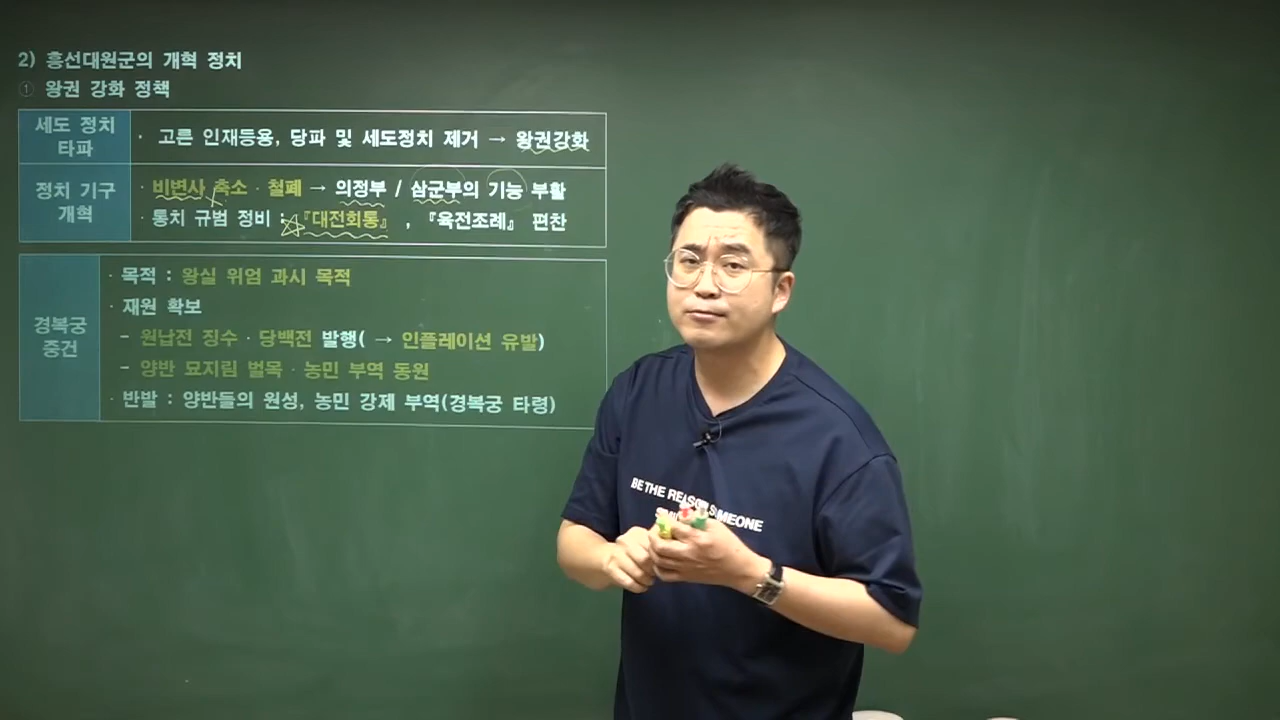 2) 흥선대원군의 개혁 정치
① 왕권 강화 정책
세도 정치
타파
· 고른 인재등용, 당파 및 세도정치 제거 → 왕권강화
정치 기구
개혁
· 비변사 축소 · 철폐 → 의정부 / 삼군부의 기능 부활
· 통치 규범 정비 : 『대전회통』, 『육전조례』 편찬
경복궁
중건
· 목적 : 왕실 위엄 과시 목적
· 재원 확보
- 원납전 징수 · 당백전 발행( → 인플레이션 유발)
- 양반 묘지림 벌목 · 농민 부역 동원
· 반발 : 양반들의 원성, 농민 강제 부역(경복궁 타령)
BE THE REASON SOMEONE